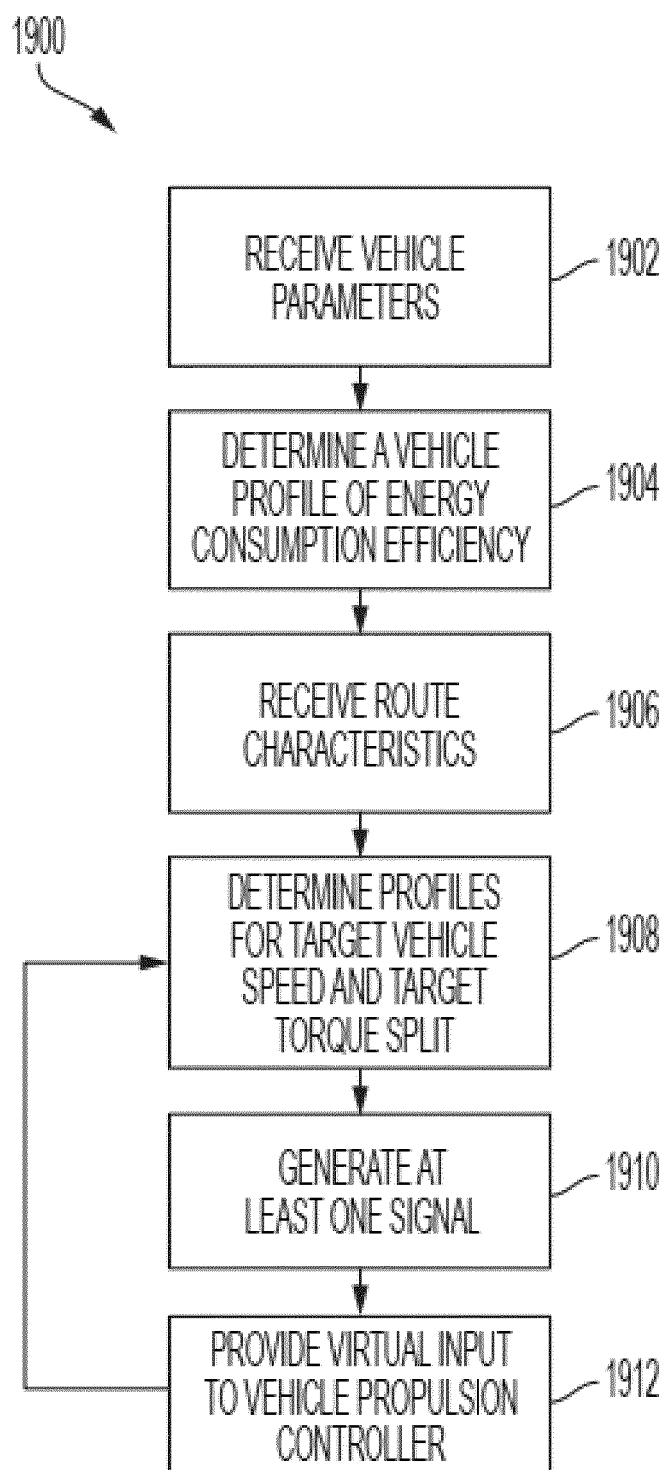 1900
RECEIVE VEHICLE
PARAMETERS
1902
DETERMINE A VEHICLE
PROFILE OF ENERGY
CONSUMPTION EFFICIENCY
1904
RECEIVE ROUTE
CHARACTERISTICS
1906
DETERMINE PROFILES
FOR TARGET VEHICLE
SPEED AND TARGET
TORQUE SPLIT
1908
GENERATE AT
LEAST ONE SIGNAL
1910
PROVIDE VIRTUAL INPUT
TO VEHICLE PROPULSION
CONTROLLER
1912